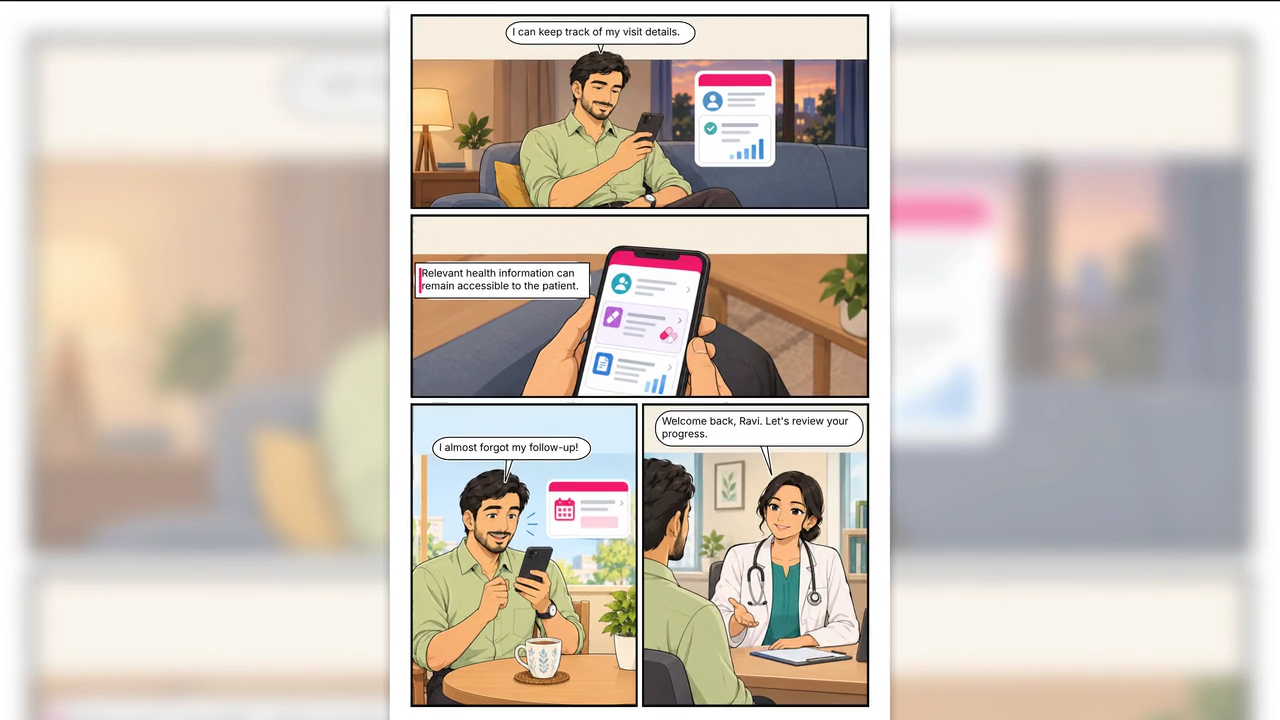 I can keep track of my visit details.
Relevant health information can
remain accessible to the patient.
I almost forgot my follow-up!
Welcome back, Ravi. Let's review your
progress.